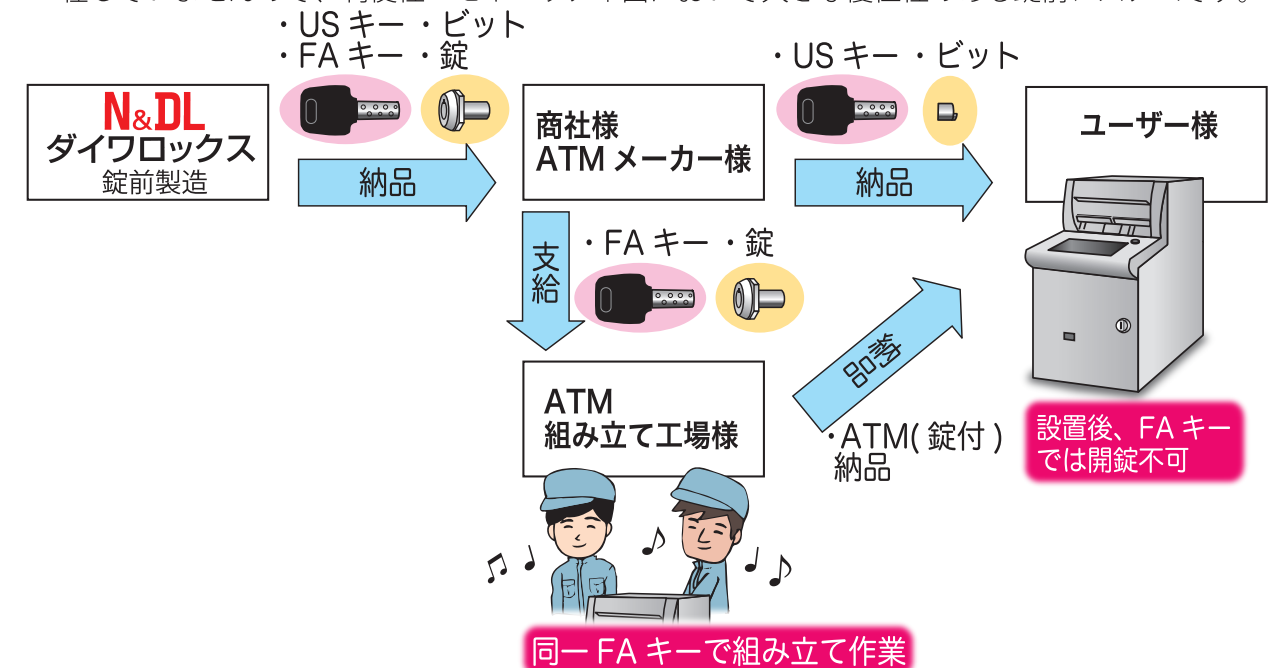 ・US キー ・ビット
・FA キー ・錠
・US キー ・ビット
N&DL
ダイワロックス
錠前製造
納品
商社様
ATM メーカー様
納品
ユーザー様
支給
・FA キー ・錠
納品
ATM
組み立て工場様
・ATM( 錠付 )
納品
設置後、FA キー
では開錠不可
同一 FA キーで組み立て作業